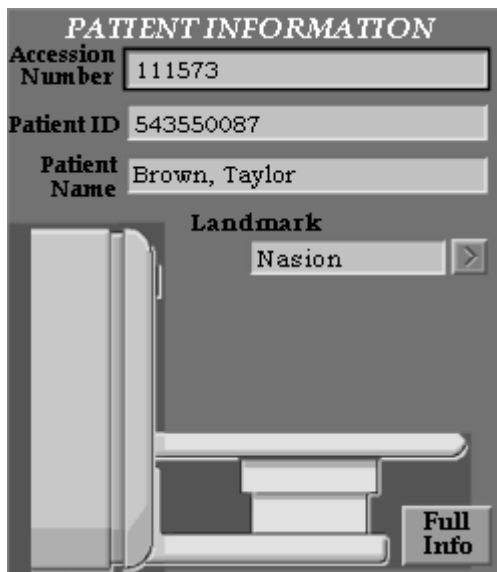 PATIENT INFORMATION
Accession
Number 111573
Patient ID 543550087
Patient
Name Brown, Taylor
Landmark
Nasion >
Full
Info